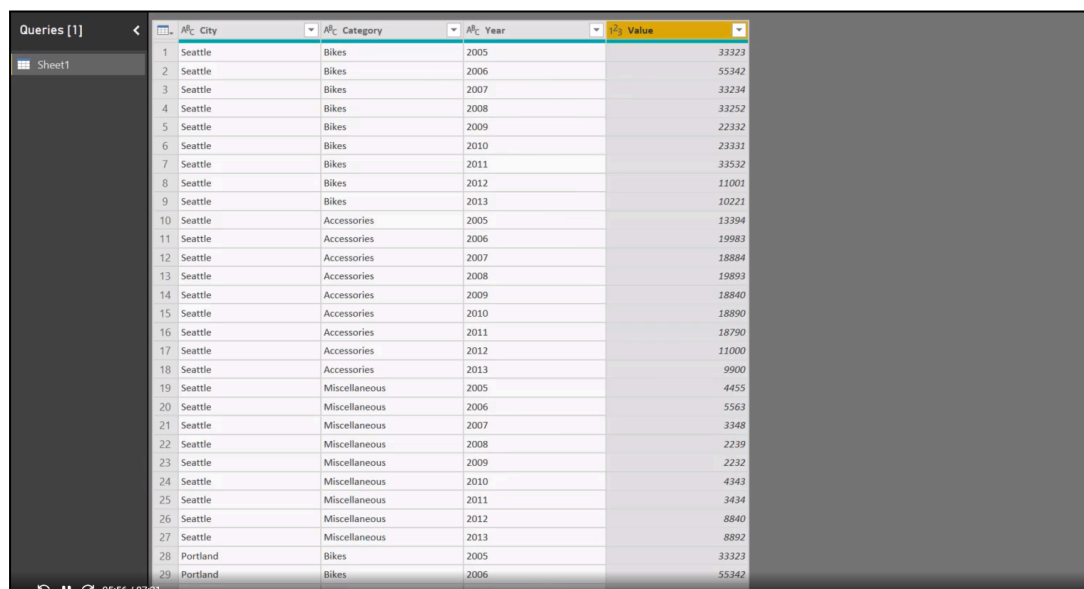 Queries [1] < ABC City ABC Category ABC Year 123 Value
Sheet1
1 Seattle Bikes 2005 33323
2 Seattle Bikes 2006 55342
3 Seattle Bikes 2007 33234
4 Seattle Bikes 2008 33252
5 Seattle Bikes 2009 22332
6 Seattle Bikes 2010 23331
7 Seattle Bikes 2011 33532
8 Seattle Bikes 2012 11001
9 Seattle Bikes 2013 10221
10 Seattle Accessories 2005 13394
11 Seattle Accessories 2006 19983
12 Seattle Accessories 2007 18884
13 Seattle Accessories 2008 19893
14 Seattle Accessories 2009 18840
15 Seattle Accessories 2010 18890
16 Seattle Accessories 2011 18790
17 Seattle Accessories 2012 11000
18 Seattle Accessories 2013 9900
19 Seattle Miscellaneous 2005 4455
20 Seattle Miscellaneous 2006 5563
21 Seattle Miscellaneous 2007 3348
22 Seattle Miscellaneous 2008 2239
23 Seattle Miscellaneous 2009 2232
24 Seattle Miscellaneous 2010 4343
25 Seattle Miscellaneous 2011 3434
26 Seattle Miscellaneous 2012 8840
27 Seattle Miscellaneous 2013 8892
28 Portland Bikes 2005 33323
29 Portland Bikes 2006 55342